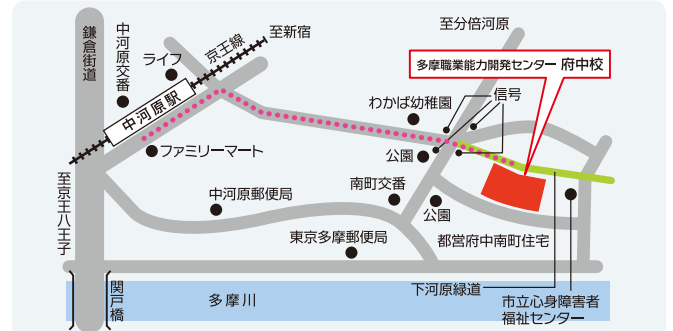 鎌倉街道
中河原交番
ライフ
京王線
至新宿
至分倍河原
多摩職業能力開発センター 府中校
中河原駅
わかば幼稚園
信号
ファミリーマート
公園
至京王八王子
中河原郵便局
南町交番
公園
東京多摩郵便局
都営府中南町住宅
関戸橋
多摩川
下河原緑道
市立心身障害者
福祉センター